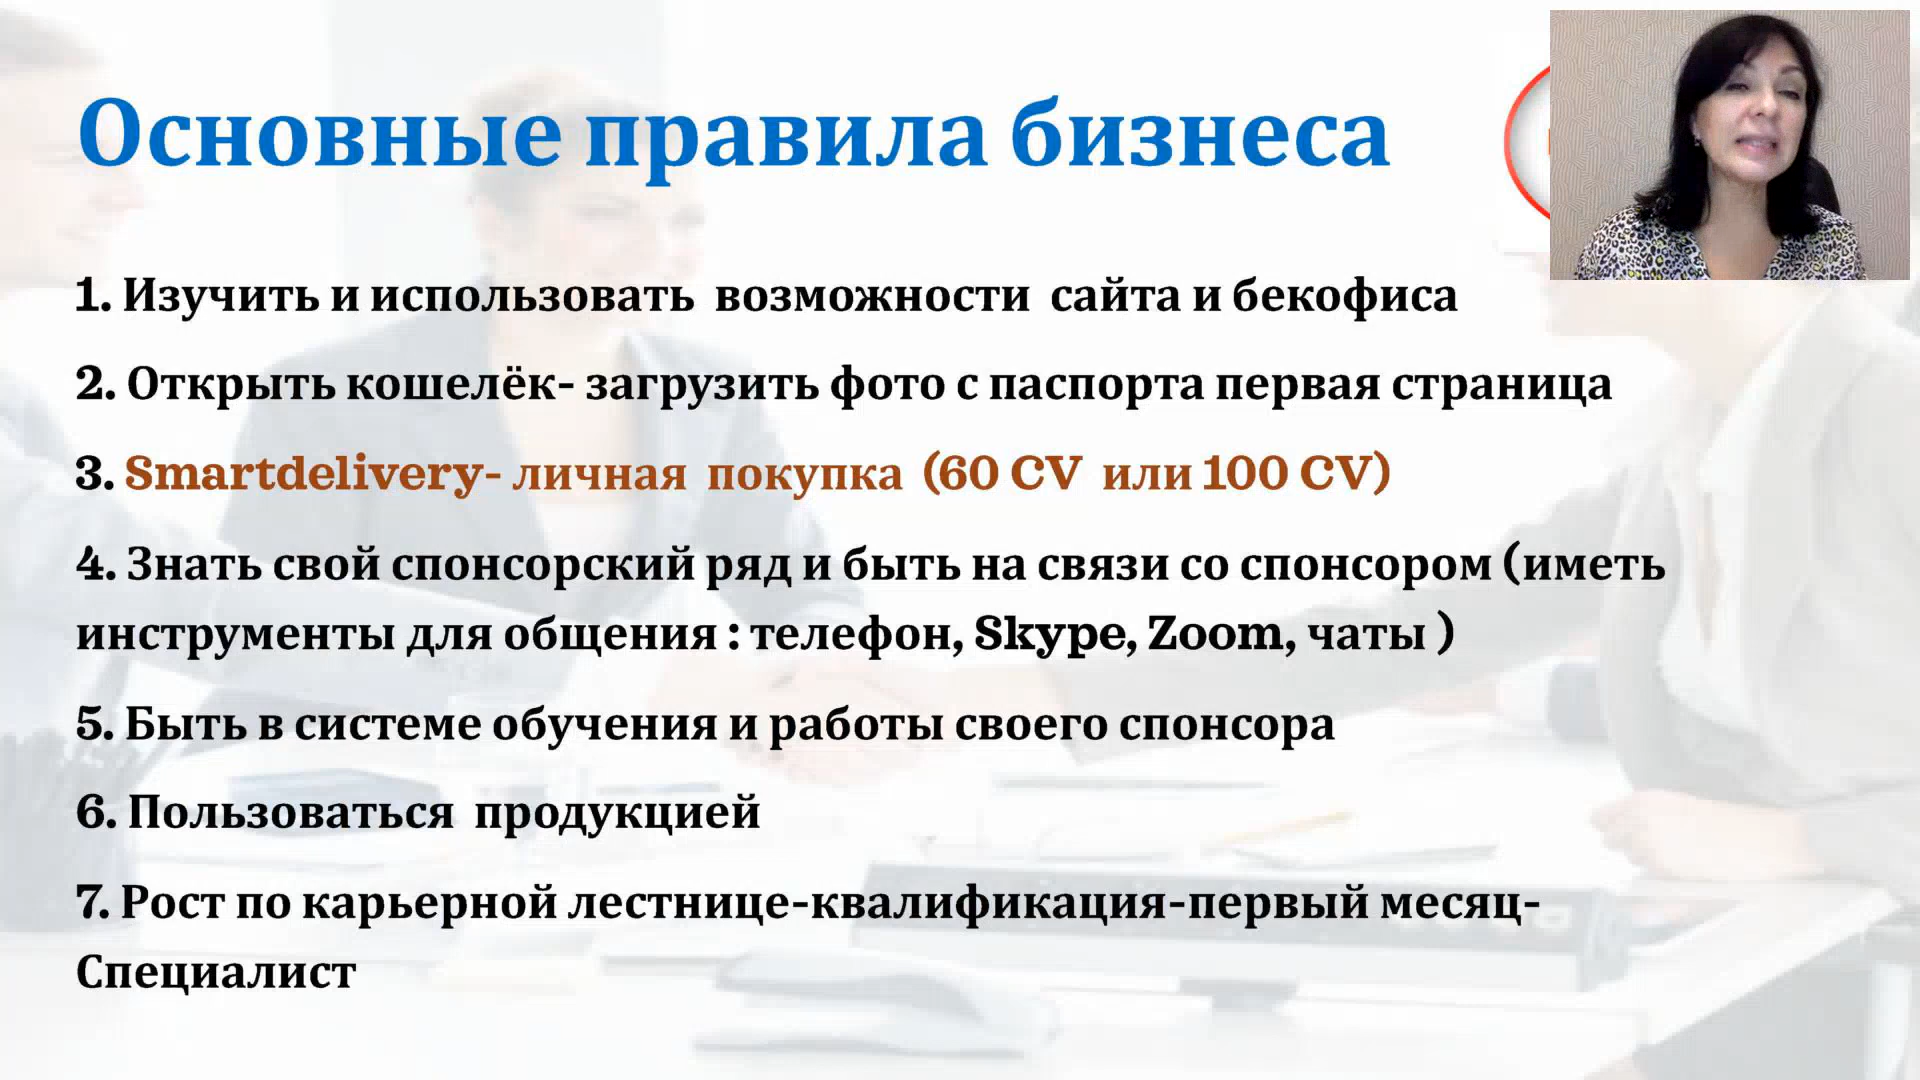 Основные правила бизнеса
1. Изучить и использовать возможности сайта и бекофиса
2. Открыть кошелёк- загрузить фото с паспорта первая страница
3. Smartdelivery- личная покупка (60 CV или 100 CV)
4. Знать свой спонсорский ряд и быть на связи со спонсором (иметь
инструменты для общения : телефон, Skype, Zoom, чаты )
5. Быть в системе обучения и работы своего спонсора
6. Пользоваться продукцией
7. Рост по карьерной лестнице-квалификация-первый месяц-
Специалист